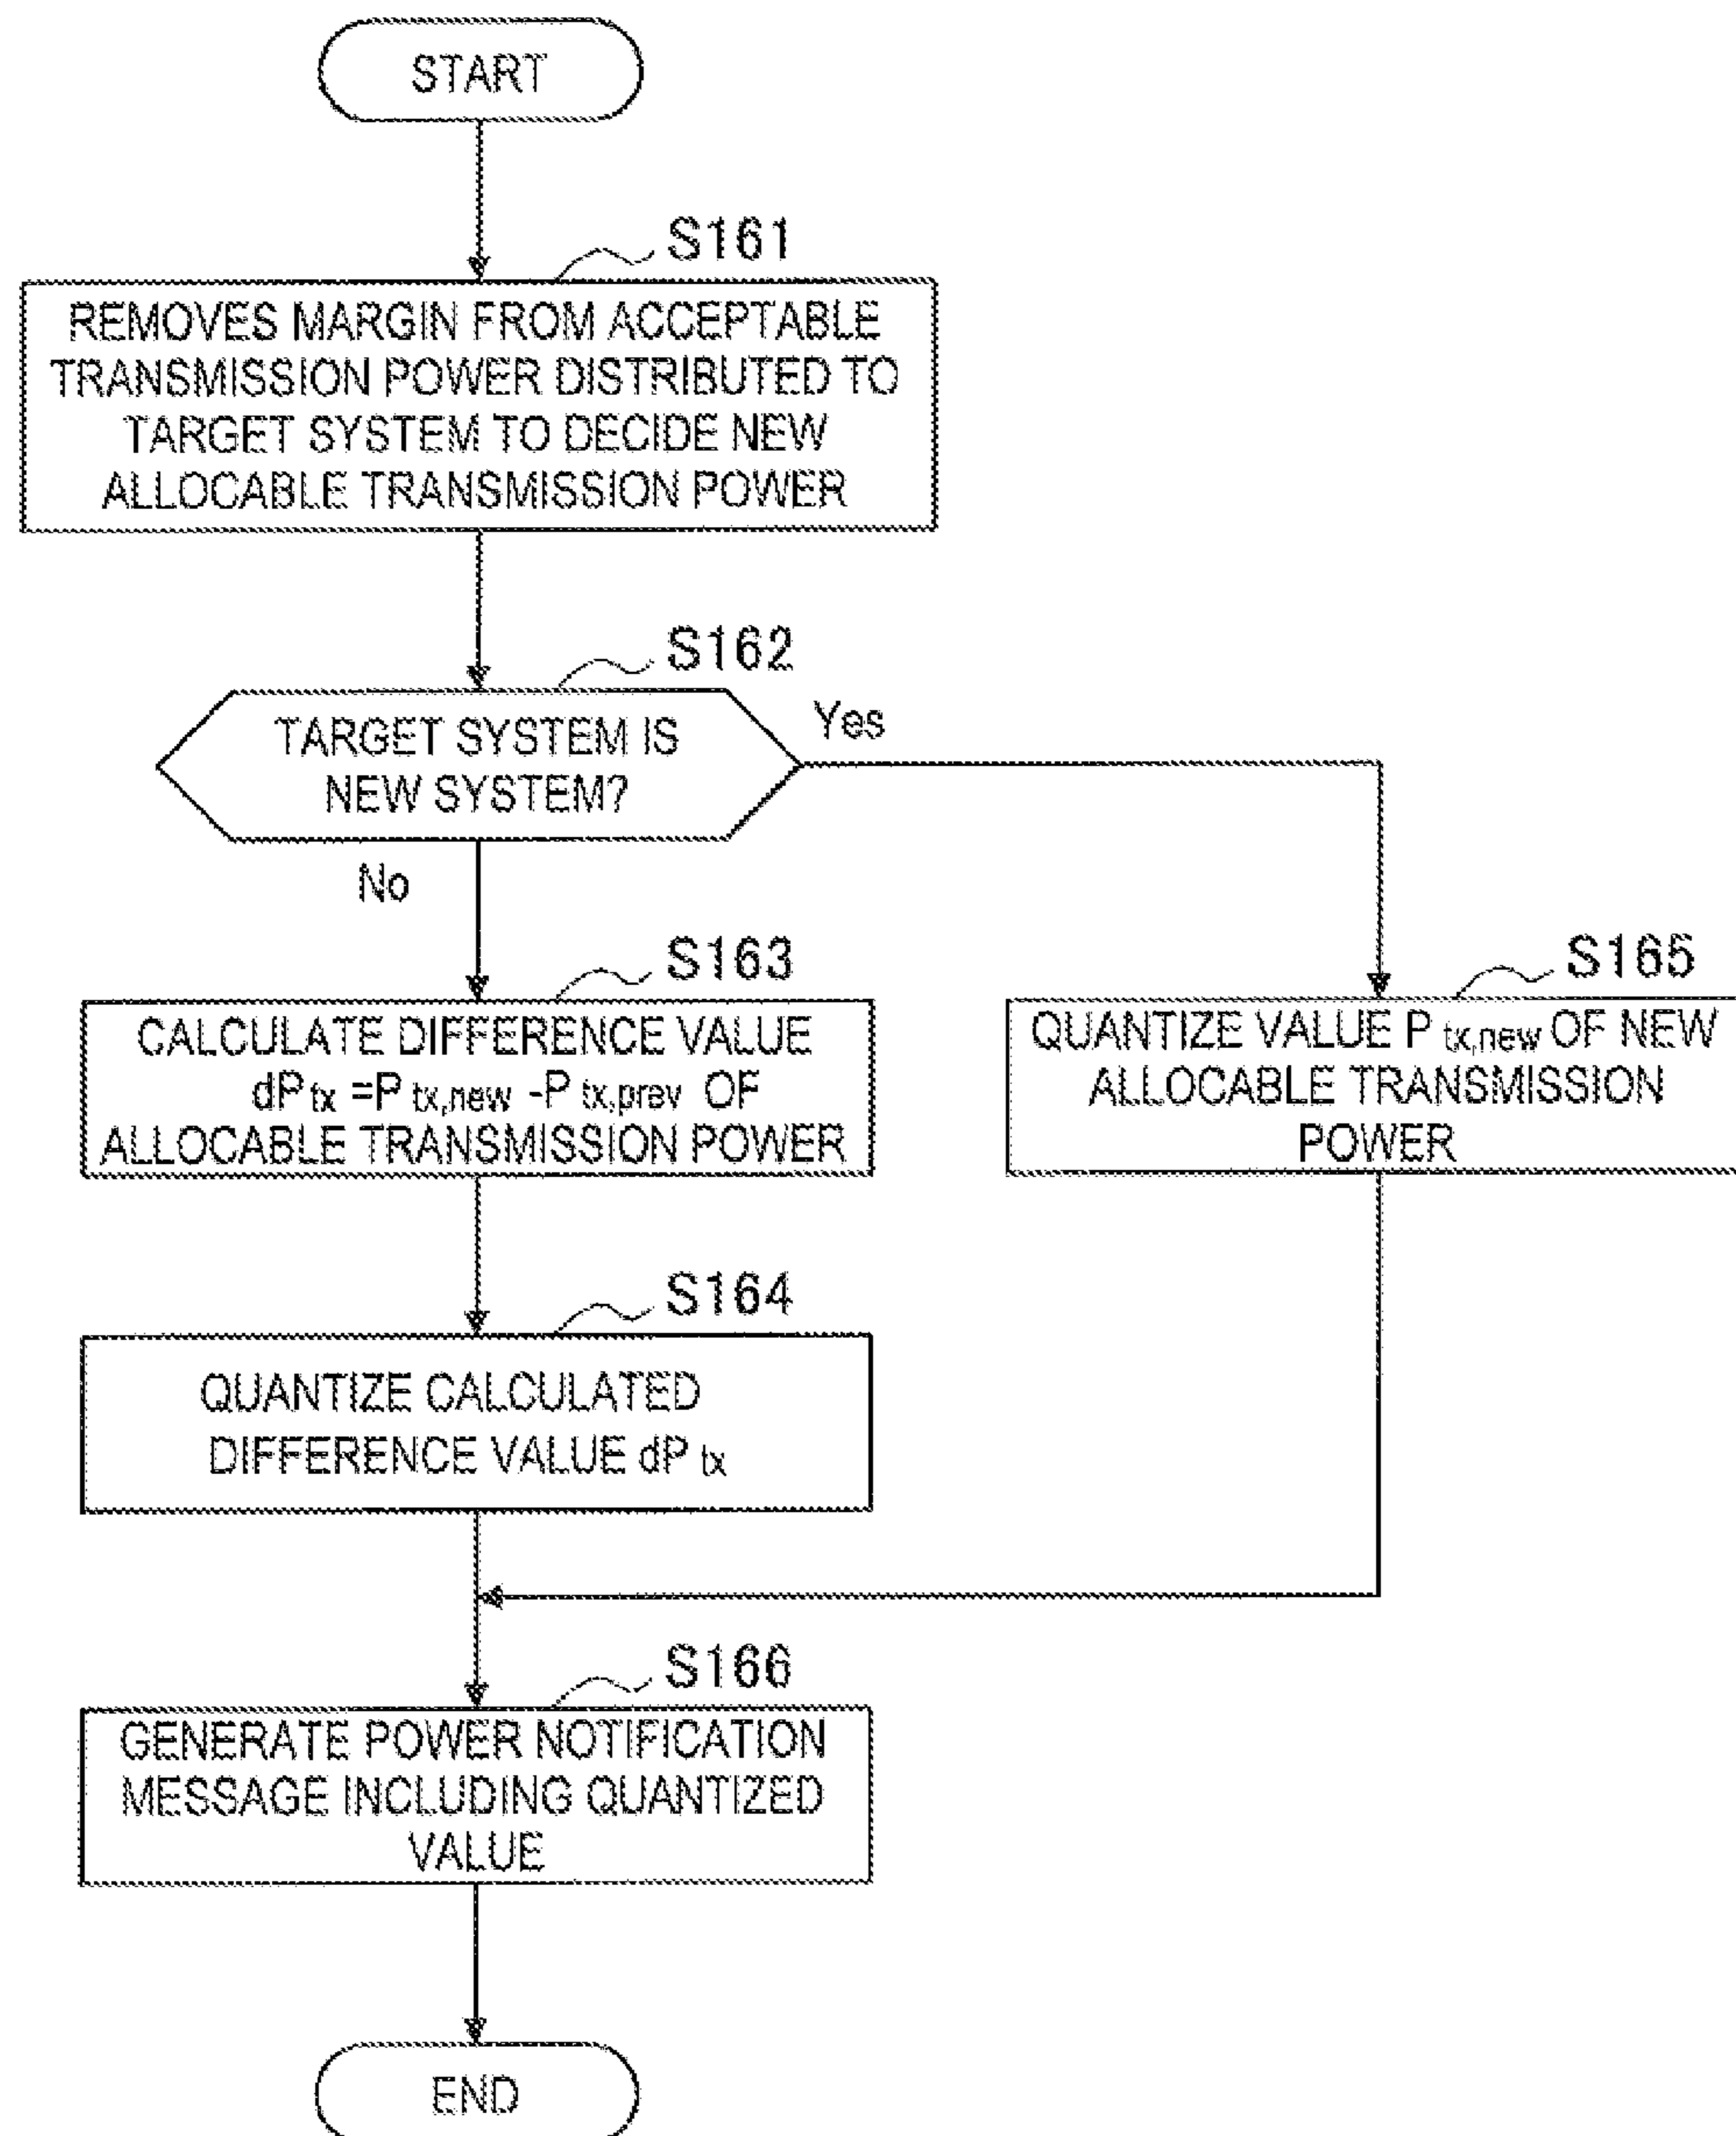 START
S161
REMOVES MARGIN FROM ACCEPTABLE
TRANSMISSION POWER DISTRIBUTED TO
TARGET SYSTEM TO DECIDE NEW
ALLOCABLE TRANSMISSION POWER
S162
TARGET SYSTEM IS
NEW SYSTEM?
Yes
No
S163
CALCULATE DIFFERENCE VALUE
dP tx =P tx,new -P tx,prev OF
ALLOCABLE TRANSMISSION POWER
S165
QUANTIZE VALUE P tx,new OF NEW
ALLOCABLE TRANSMISSION
POWER
S164
QUANTIZE CALCULATED
DIFFERENCE VALUE dP tx
S166
GENERATE POWER NOTIFICATION
MESSAGE INCLUDING QUANTIZED
VALUE
END